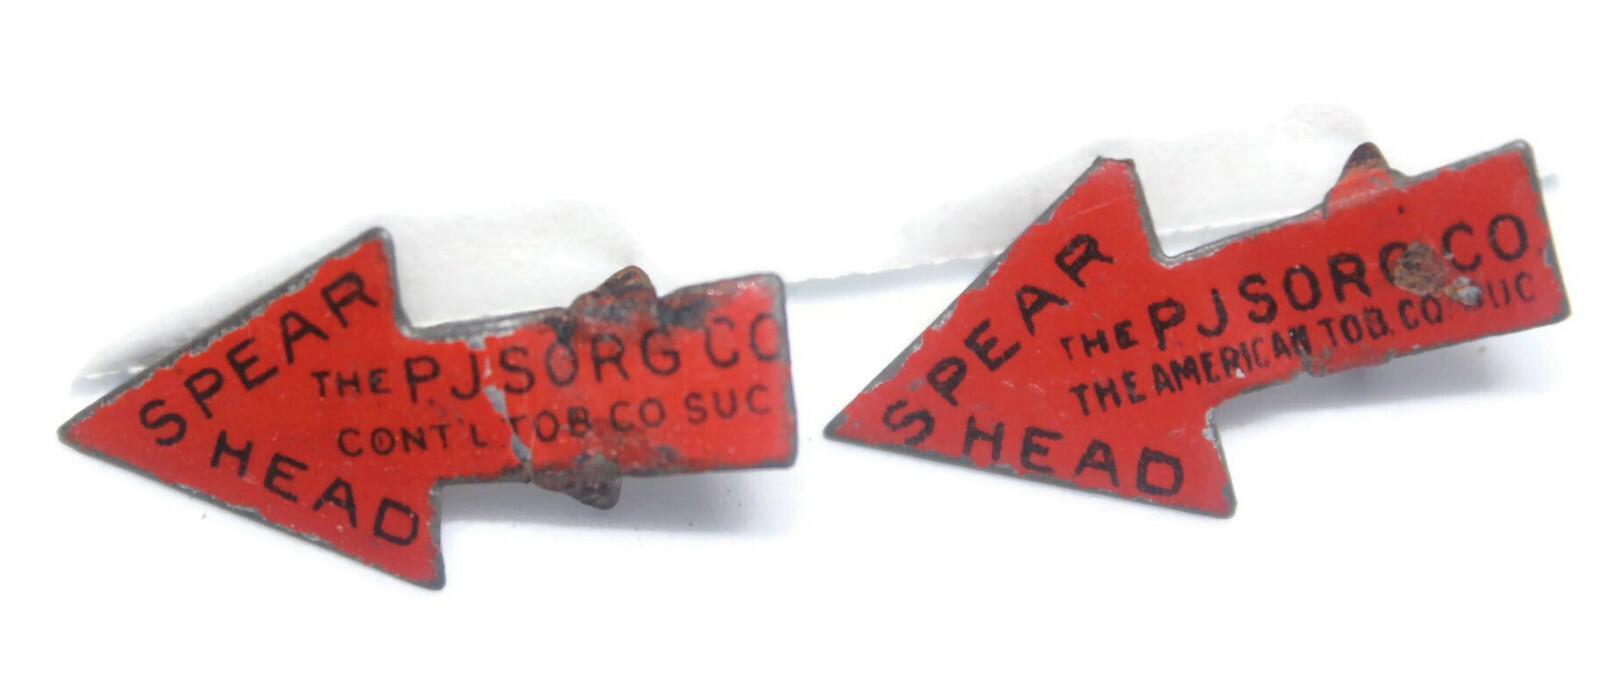 SPEAR
HEAD
THE P.J SORG CO
CONT'L TOB CO SUC
SPEAR
HEAD
THE P.J SORG CO
THE AMERICAN TOB. CO. SUC